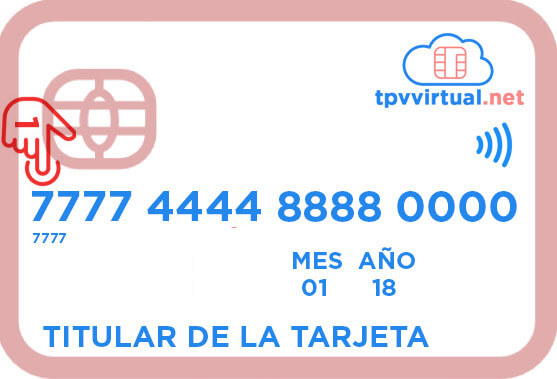 tpvvirtual.net
1
7777 4444 8888 0000
7777
MES AÑO
01 18
TITULAR DE LA TARJETA